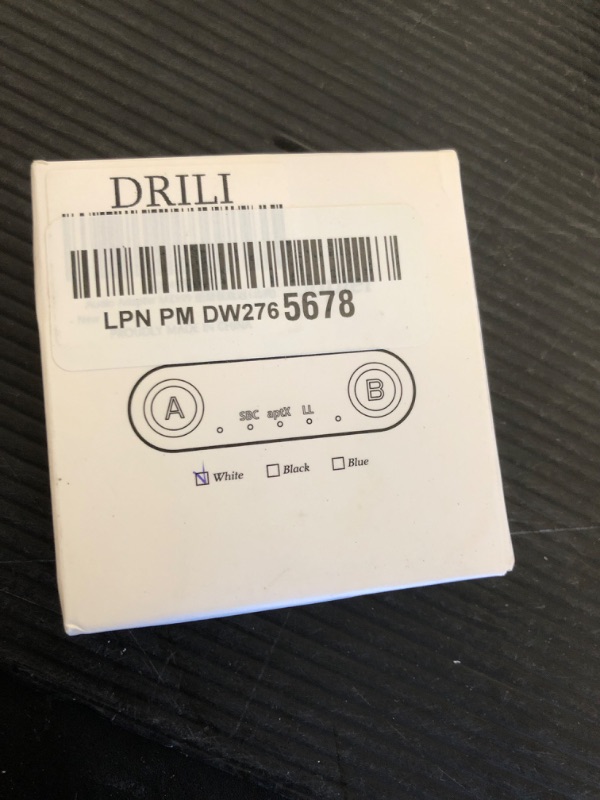 DRILI
LPN PM DW276 5678
A
B
SBC aptX LL
White Black Blue